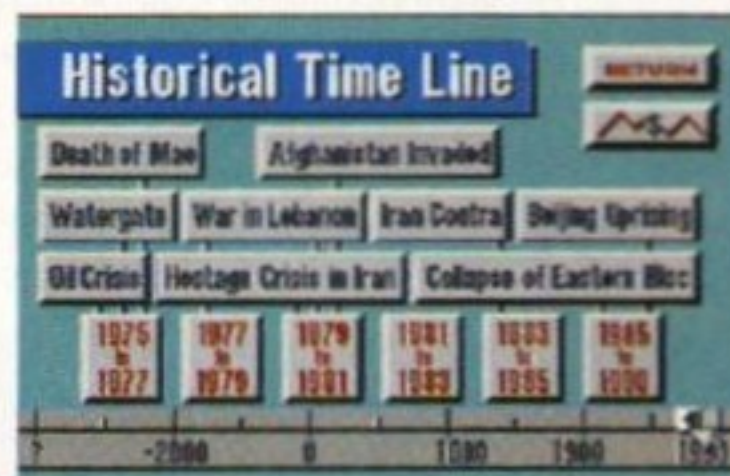 Historical Time Line
RETURN
Death of Mao Afghanistan Invaded
Watergate War in Lebanon Iran Contra Beijing Uprising
Oil Crisis Hostage Crisis in Iran Collapse of Eastern Bloc
1975 1977 1979 1981 1983 1985
to to to to to to
1977 1979 1981 1983 1985 1990
? -2000 0 1000 1900